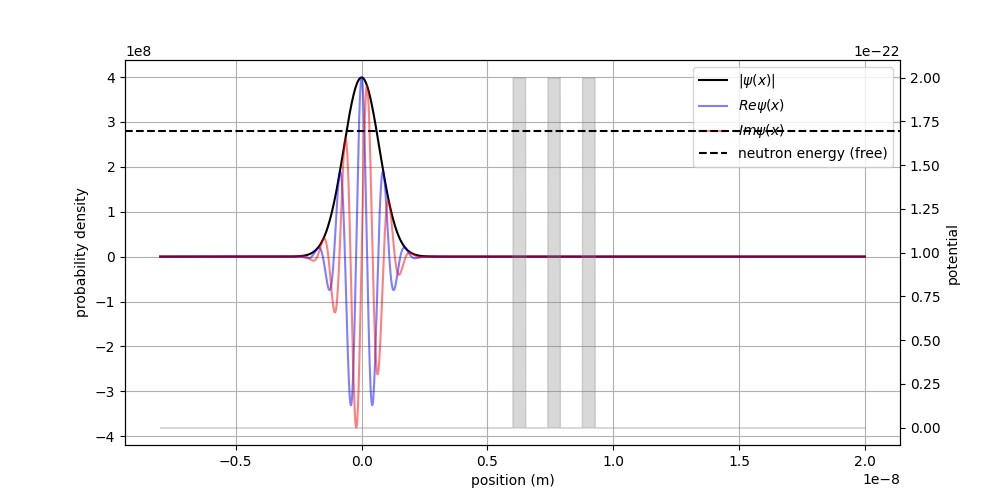 1e8
1e−22
4
3
2
1
0
−1
−2
−3
−4
probability density
|ψ(x)|
Reψ(x)
Imψ(x)
neutron energy (free)
2.00
1.75
1.50
1.25
1.00
0.75
0.50
0.25
0.00
potential
−0.5 0.0 0.5 1.0 1.5 2.0
1e−8
position (m)